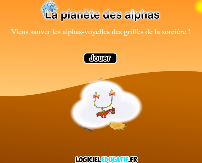 La planète des alphas
Viens sauver les alphas-voyelles des griffes de la sorcière !
Jouer
LOGICIELEDUCATIF.FR